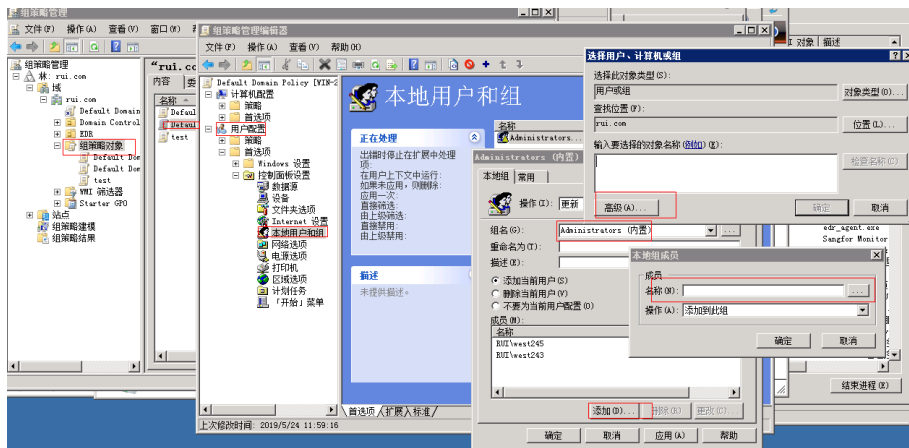 组策略管理
文件(F) 操作(A) 查看(V) 窗口(W)
组策略管理
林: rui.com
域
rui.com
Default Domain
Domain Control
EDR
组策略对象
Default Dom
Default Dom
test
WMI 筛选器
Starter GPO
站点
组策略建模
组策略结果
“rui.co
内容
名称
Defaul
Defaul
test
组策略管理编辑器
文件(F) 操作(A) 查看(V) 帮助(H)
Default Domain Policy [WIN-2
计算机配置
策略
首选项
用户配置
策略
首选项
Windows 设置
控制面板设置
数据源
设备
文件夹选项
Internet 设置
本地用户和组
网络选项
电源选项
打印机
区域选项
计划任务
「开始」菜单
本地用户和组
正在处理
出错时停止在扩展中处理
项:
在用户上下文中运行:
如果未应用，则删除:
应用一次:
直接筛选:
由上级筛选:
直接禁用:
由上级禁用:
描述
未提供描述。
名称
Administrators...
首选项 扩展 标准
上次修改时间: 2019/5/24 11:59:16
Administrators (内置)
本地组 常用
操作(I): 更新
组名(G): Administrators (内置) ...
重命名为(T):
描述(E):
添加当前用户(S)
删除当前用户(V)
不要为当前用户配置(O)
成员(M):
名称
RUI\west245
RUI\west243
添加(D)... 删除(R) 更改(C)...
确定 取消 应用(A) 帮助
选择用户、计算机或组
选择此对象类型(S):
用户或组 对象类型(O)...
查找位置(F):
rui.com 位置(L)...
输入要选择的对象名称(例如)(E):
检查名称(C)
高级(A)... 确定 取消
本地组成员
成员
名称(N): ...
操作(A): 添加到此组
确定 取消
对象 描述
edr_agent.exe
Sangfor Monitor
结束进程(E)